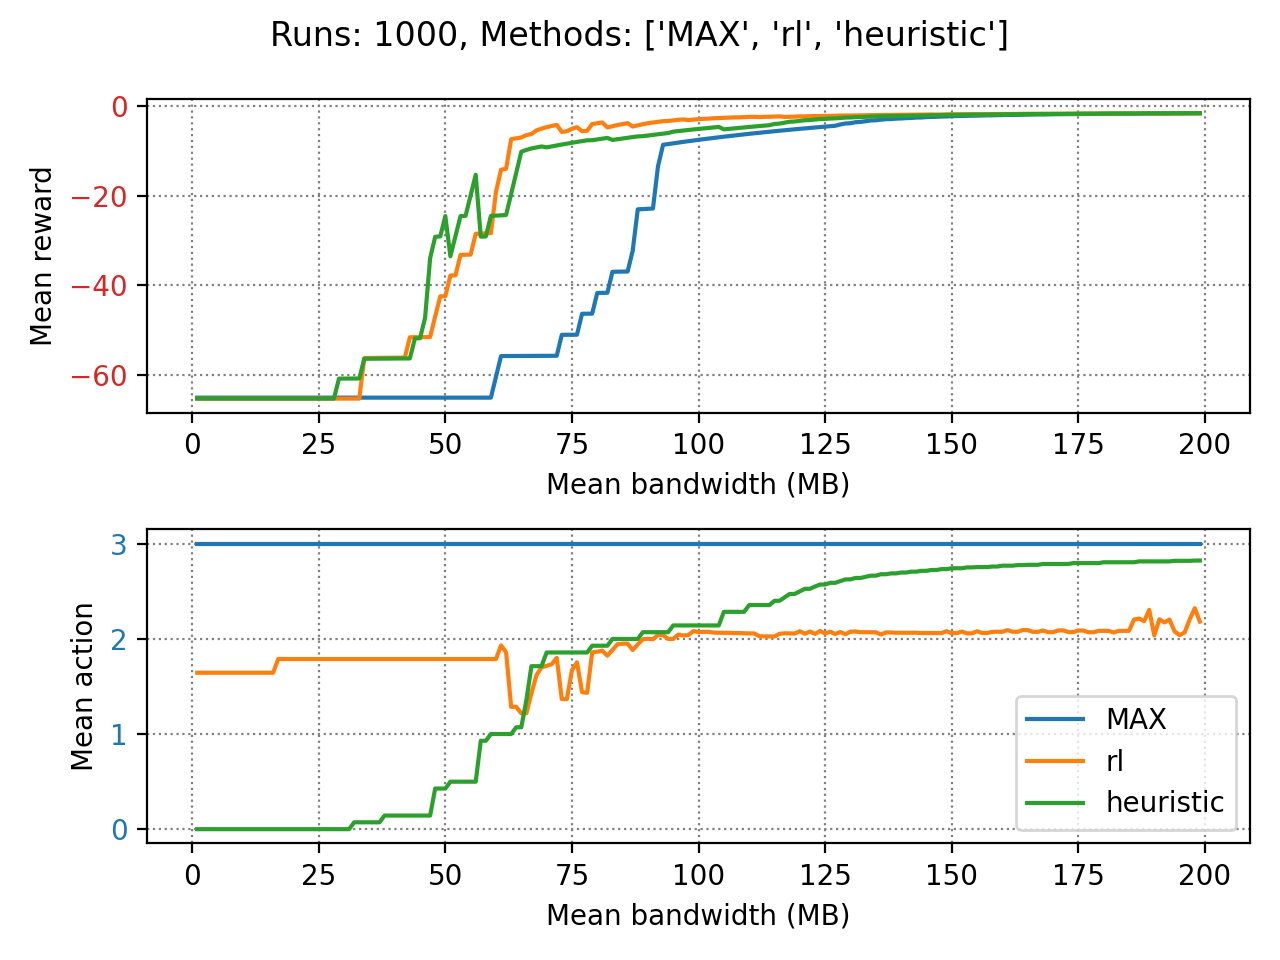 Runs: 1000, Methods: ['MAX', 'rl', 'heuristic']
Mean reward
0
−20
−40
−60
0 25 50 75 100 125 150 175 200
Mean bandwidth (MB)
Mean action
3
2
1
0
MAX
rl
heuristic
0 25 50 75 100 125 150 175 200
Mean bandwidth (MB)